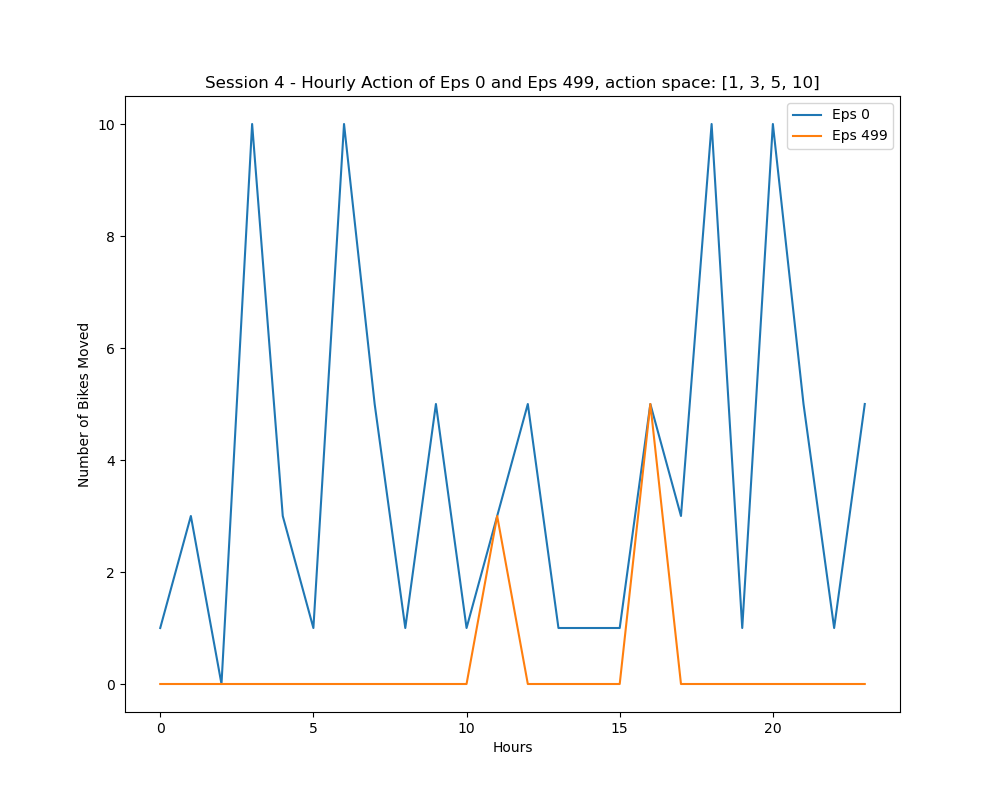 Session 4 - Hourly Action of Eps 0 and Eps 499, action space: [1, 3, 5, 10]
Eps 0
Eps 499
10
8
6
4
2
0
Number of Bikes Moved
0 5 10 15 20
Hours